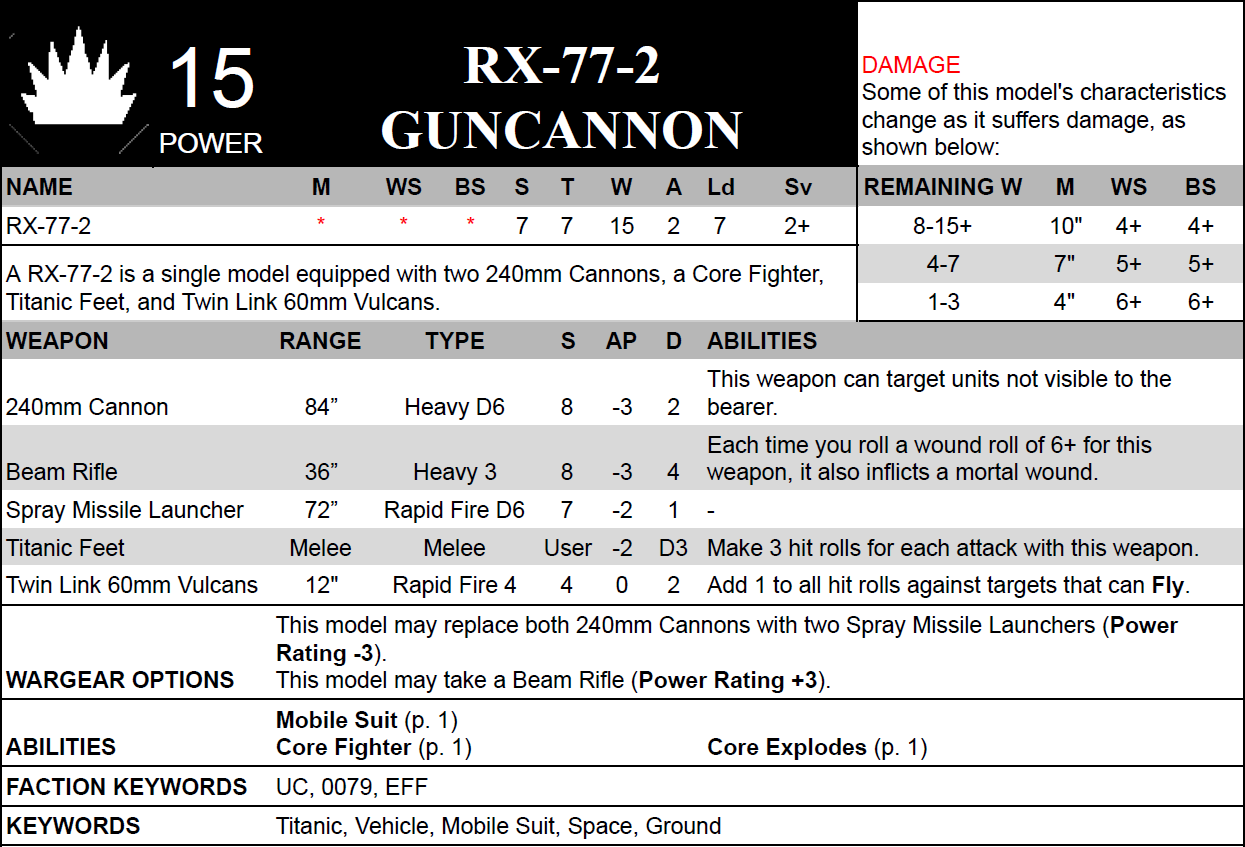 15
POWER
RX-77-2
GUNCANNON
DAMAGE
Some of this model's characteristics
change as it suffers damage, as
shown below:
NAME M WS BS S T W A Ld Sv
RX-77-2 * * * 7 7 15 2 7 2+
REMAINING W M WS BS
8-15+ 10" 4+ 4+
4-7 7" 5+ 5+
1-3 4" 6+ 6+
A RX-77-2 is a single model equipped with two 240mm Cannons, a Core Fighter,
Titanic Feet, and Twin Link 60mm Vulcans.
WEAPON RANGE TYPE S AP D ABILITIES
This weapon can target units not visible to the
240mm Cannon 84” Heavy D6 8 -3 2 bearer.
Each time you roll a wound roll of 6+ for this
Beam Rifle 36” Heavy 3 8 -3 4 weapon, it also inflicts a mortal wound.
Spray Missile Launcher 72” Rapid Fire D6 7 -2 1 -
Titanic Feet Melee Melee User -2 D3 Make 3 hit rolls for each attack with this weapon.
Twin Link 60mm Vulcans 12" Rapid Fire 4 4 0 2 Add 1 to all hit rolls against targets that can Fly.
This model may replace both 240mm Cannons with two Spray Missile Launchers (Power
Rating -3).
WARGEAR OPTIONS This model may take a Beam Rifle (Power Rating +3).
Mobile Suit (p. 1)
ABILITIES Core Fighter (p. 1) Core Explodes (p. 1)
FACTION KEYWORDS UC, 0079, EFF
KEYWORDS Titanic, Vehicle, Mobile Suit, Space, Ground